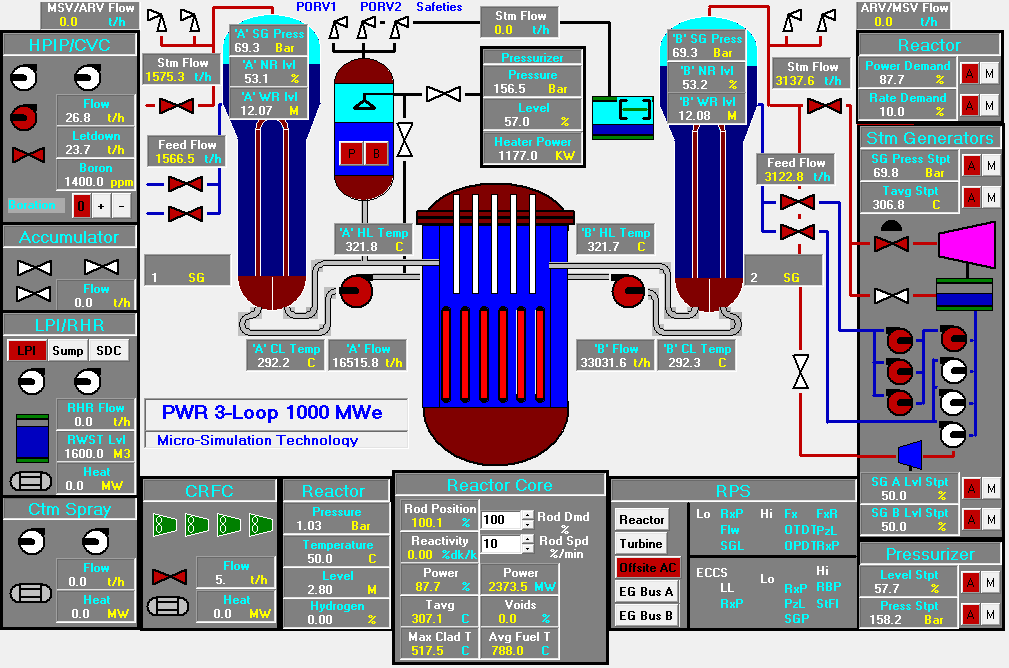 MSV/ARV Flow
0.0 t/h
PORV1 PORV2 Safeties
Stm Flow
0.0 t/h
ARV/MSV Flow
0.0 t/h
HPIP/CVC
Flow
26.8 t/h
Letdown
23.7 t/h
Boron
1400.0 ppm
Boration 0 + -
Accumulator
Flow
0.0 t/h
LPI/RHR
LPI Sump SDC
RHR Flow
0.0 t/h
RWST Lvl
1600.0 M3
Heat
0.0 MW
Ctm Spray
Flow
0.0 t/h
Heat
0.0 MW
Stm Flow
1575.3 t/h
Feed Flow
1566.5 t/h
'A' SG Press
69.3 Bar
'A' NR lvl
53.1 %
'A' WR lvl
12.07 M
1 SG
P B
Pressurizer
Pressure
156.5 Bar
Level
57.0 %
Heater Power
1177.0 KW
'B' SG Press
69.3 Bar
'B' NR lvl
53.2 %
'B' WR lvl
12.08 M
Stm Flow
3137.6 t/h
Feed Flow
3122.8 t/h
2 SG
'A' HL Temp
321.8 C
'B' HL Temp
321.7 C
'A' CL Temp
292.2 C
'A' Flow
16515.8 t/h
'B' Flow
33031.6 t/h
'B' CL Temp
292.3 C
PWR 3-Loop 1000 MWe
Micro-Simulation Technology
Reactor
Power Demand
87.7 % A M
Rate Demand
10.0 % A M
Stm Generators
SG Press Stpt
69.8 Bar A M
Tavg Stpt
306.8 C A M
SG A Lvl Stpt
50.0 % A M
SG B Lvl Stpt
50.0 % A M
Pressurizer
Level Stpt
57.7 % A M
Press Stpt
158.2 Bar A M
CRFC
Flow
5. t/h
Heat
0.0 MW
Reactor
Pressure
1.03 Bar
Temperature
50.0 C
Level
2.80 M
Hydrogen
0.00 %
Reactor Core
Rod Position
100.1 %
100 Rod Dmd
%
Reactivity
0.00 %dk/k
10 Rod Spd
%/min
Power
87.7 %
Power
2373.5 MW
Tavg
307.1 C
Voids
0.0 %
Max Clad T
517.5 C
Avg Fuel T
788.0 C
RPS
Reactor
Turbine
Offsite AC
EG Bus A
EG Bus B
Lo RxP Hi Fx FxR
Flw OTDT PzL
SGL OPDT RxP
ECCS Lo Hi
LL RxP RBP
RxP PzL StFl
SGP